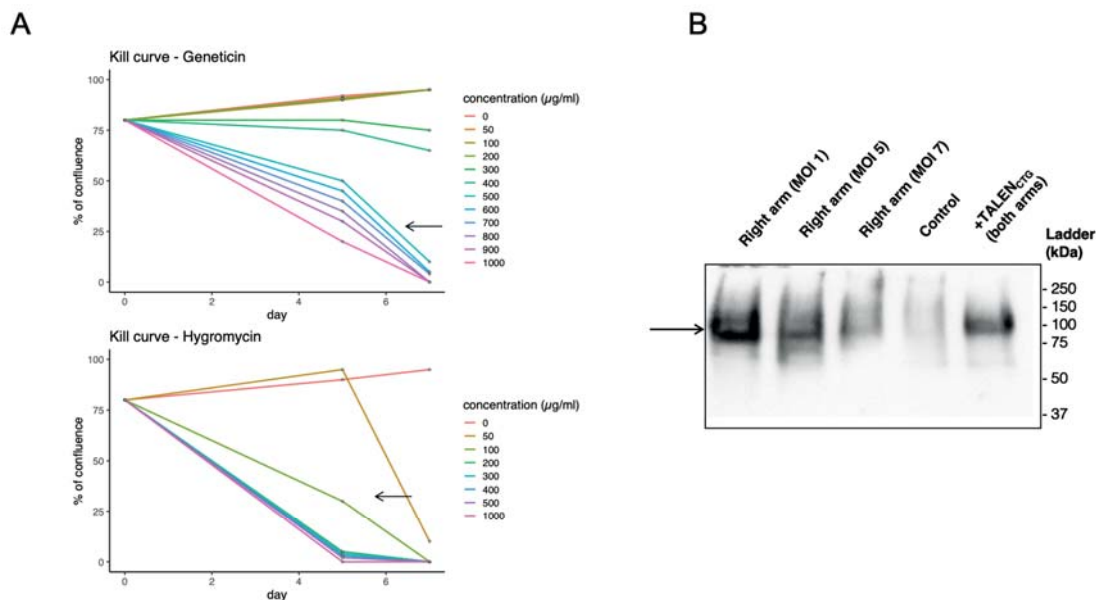 A
Kill curve - Geneticin
100
75
50
25
0
% of confluence
0 2 4 6
day
concentration (µg/ml)
0
50
100
200
300
400
500
600
700
800
900
1000
Kill curve - Hygromycin
100
75
50
25
0
% of confluence
0 2 4 6
day
concentration (µg/ml)
0
50
100
200
300
400
500
1000
B
Right arm (MOI 1)
Right arm (MOI 5)
Right arm (MOI 7)
Control
+TALENCTG
(both arms)
Ladder
(kDa)
- 250
- 150
- 100
- 75
- 50
- 37